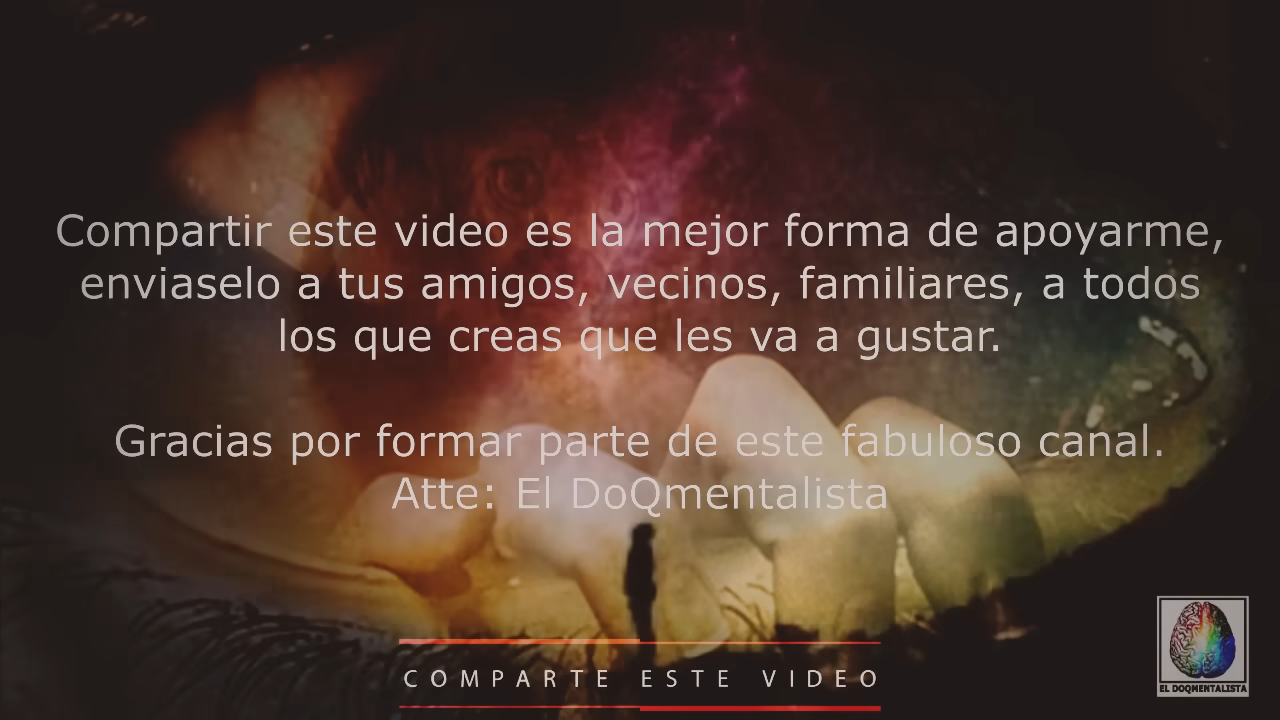 Compartir este video es la mejor forma de apoyarme,
enviaselo a tus amigos, vecinos, familiares, a todos
los que creas que les va a gustar.
Gracias por formar parte de este fabuloso canal.
Atte: El DoQmentalista
COMPARTE ESTE VIDEO
EL DOQMENTALISTA